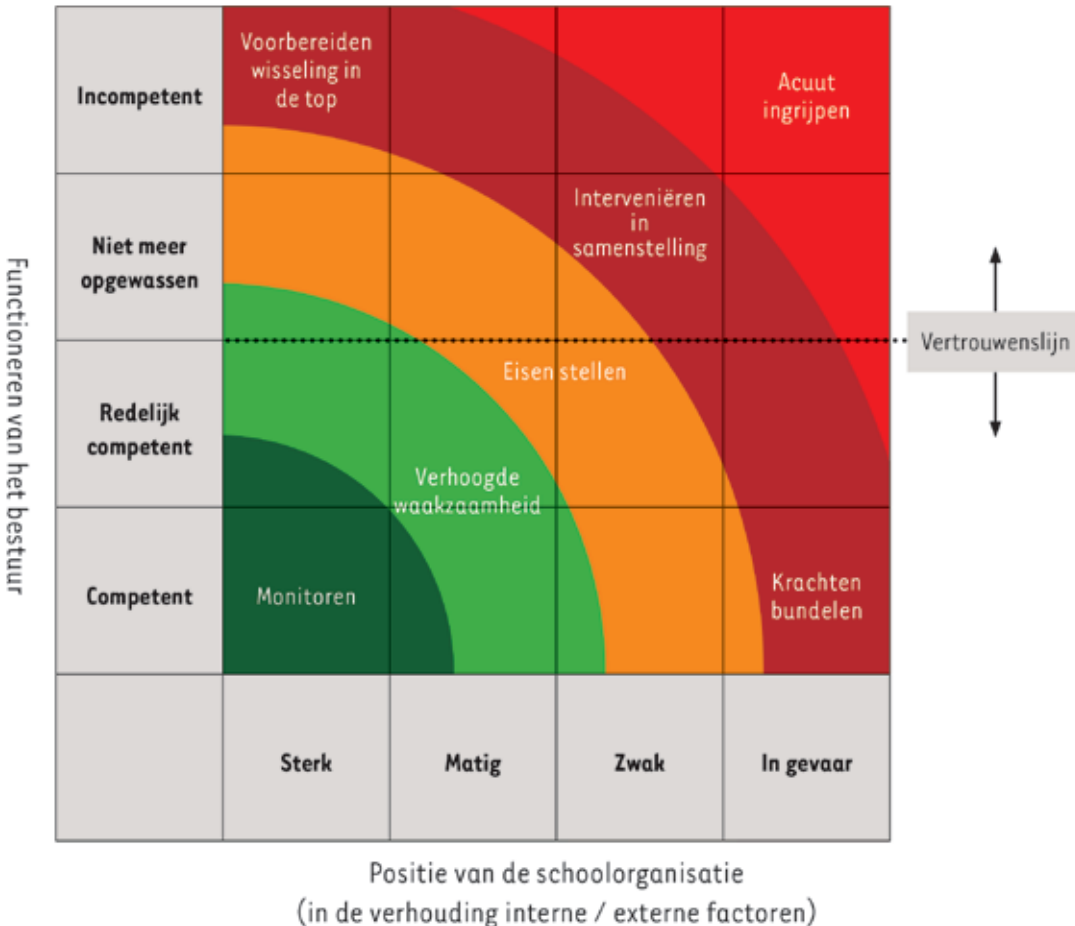 Voorbereiden
wisseling in
de top
Incompetent
Acuut
ingrijpen
Niet meer
opgewassen
Interveniëren
in
samenstelling
Vertrouwenslijn
Functioneren van het bestuur
Redelijk
competent
Eisen stellen
Verhoogde
waakzaamheid
Competent
Monitoren
Krachten
bundelen
Sterk
Matig
Zwak
In gevaar
Positie van de schoolorganisatie
(in de verhouding interne / externe factoren)